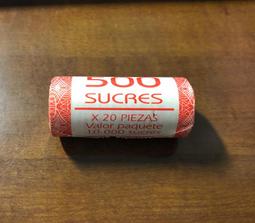 500
SUCRES
X 20 PIEZAS
Valor paquete
10.000 sucres